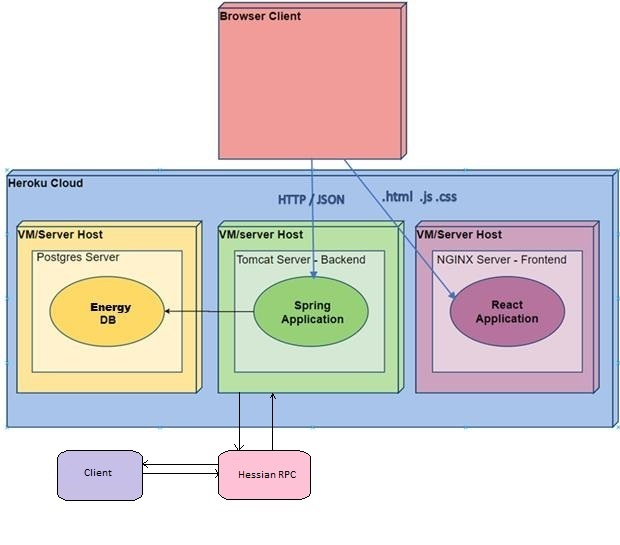 Browser Client
Heroku Cloud
HTTP / JSON
.html .js .css
VM/Server Host
Postgres Server
Energy
DB
VM/server Host
Tomcat Server - Backend
Spring
Application
VM/Server Host
NGINX Server - Frontend
React
Application
Client
Hessian RPC